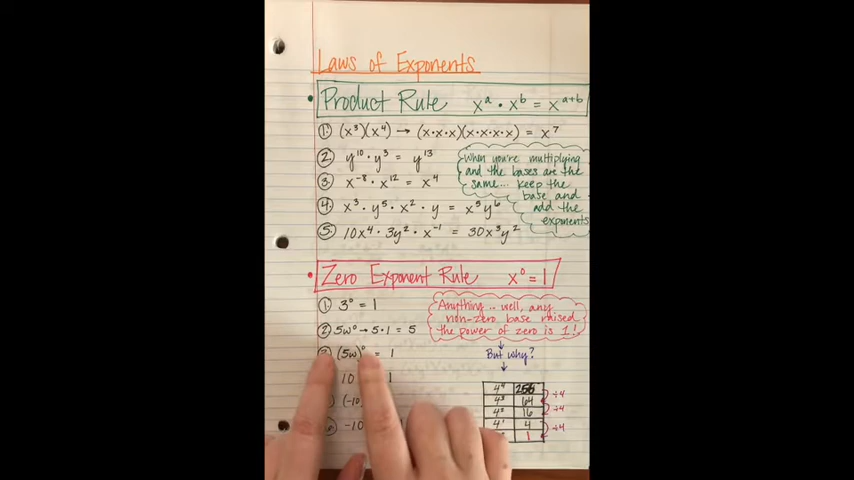 Laws of Exponents
Product Rule x^a · x^b = x^(a+b)
1. (x³)(x⁴) → (x·x·x)(x·x·x·x) = x⁷
2. y¹⁰ · y³ = y¹³
3. x⁻⁸ · x¹² = x⁴
4. x³ · y⁵ · x² · y = x⁵y⁶
5. 10x⁴ · 3y² · x⁻¹ = 30x³y²
When you're multiplying
and the bases are the
same... keep the
base and
add the
exponents
Zero Exponent Rule x⁰ = 1
1. 3⁰ = 1
2. 5w⁰ → 5·1 = 5
(5w)⁰ = 1
10 1
(-10
-10
Anything.. well, any
non-zero base raised
the power of zero is 1!
But why?
4⁴ 256
4³ 64
4² 16
4¹ 4
1
÷4
÷4
÷4